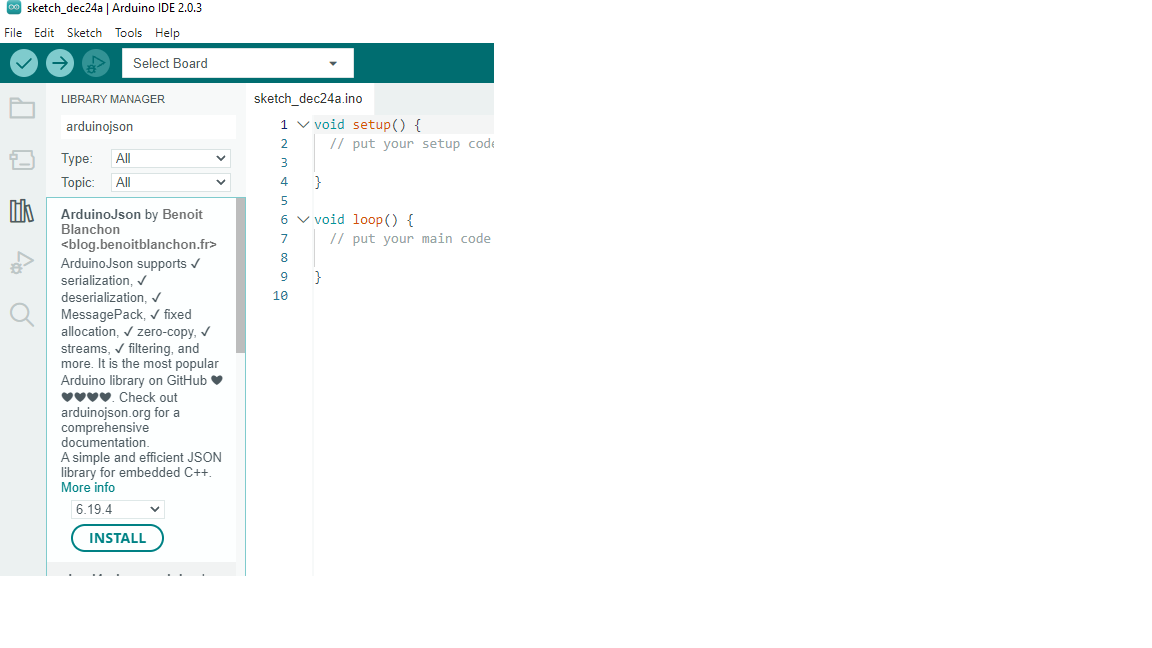 sketch_dec24a | Arduino IDE 2.0.3
File Edit Sketch Tools Help
Select Board
LIBRARY MANAGER
arduinojson
Type: All
Topic: All
ArduinoJson by Benoit
Blanchon
<blog.benoitblanchon.fr>
ArduinoJson supports ✓
serialization, ✓
deserialization, ✓
MessagePack, ✓ fixed
allocation, ✓ zero-copy, ✓
streams, ✓ filtering, and
more. It is the most popular
Arduino library on GitHub ♥
♥♥♥♥. Check out
arduinojson.org for a
comprehensive
documentation.
A simple and efficient JSON
library for embedded C++.
More info
6.19.4
INSTALL
sketch_dec24a.ino
1 void setup() {
2 // put your setup code
3
4 }
5
6 void loop() {
7 // put your main code
8
9 }
10